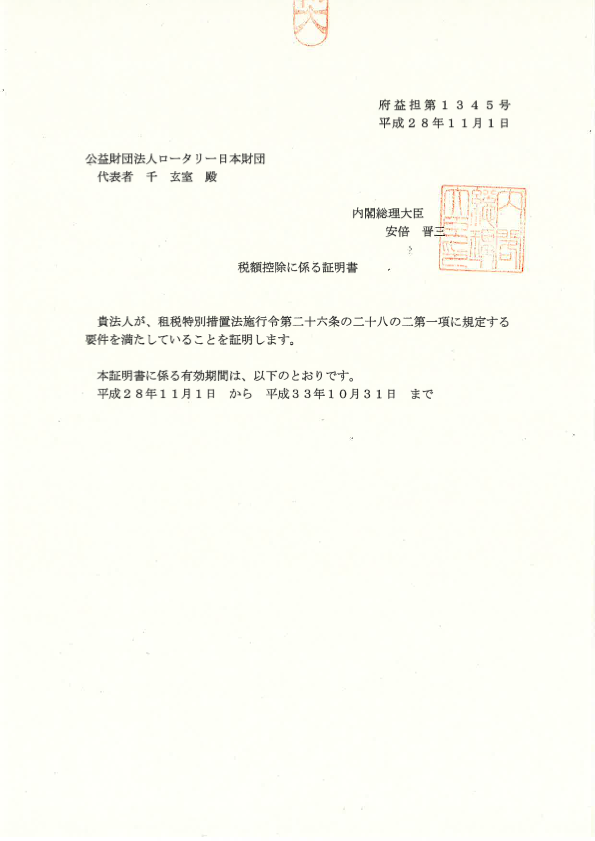 府益担第１３４５号
平成２８年１１月１日
公益財団法人ロータリー日本財団
代表者　千　玄室　殿
内閣総理大臣
安倍　晋三
内閣総理大臣印
税額控除に係る証明書
貴法人が、租税特別措置法施行令第二十六条の二十八の二第一項に規定する
要件を満たしていることを証明します。
本証明書に係る有効期間は、以下のとおりです。
平成２８年１１月１日　から　平成３３年１０月３１日　まで